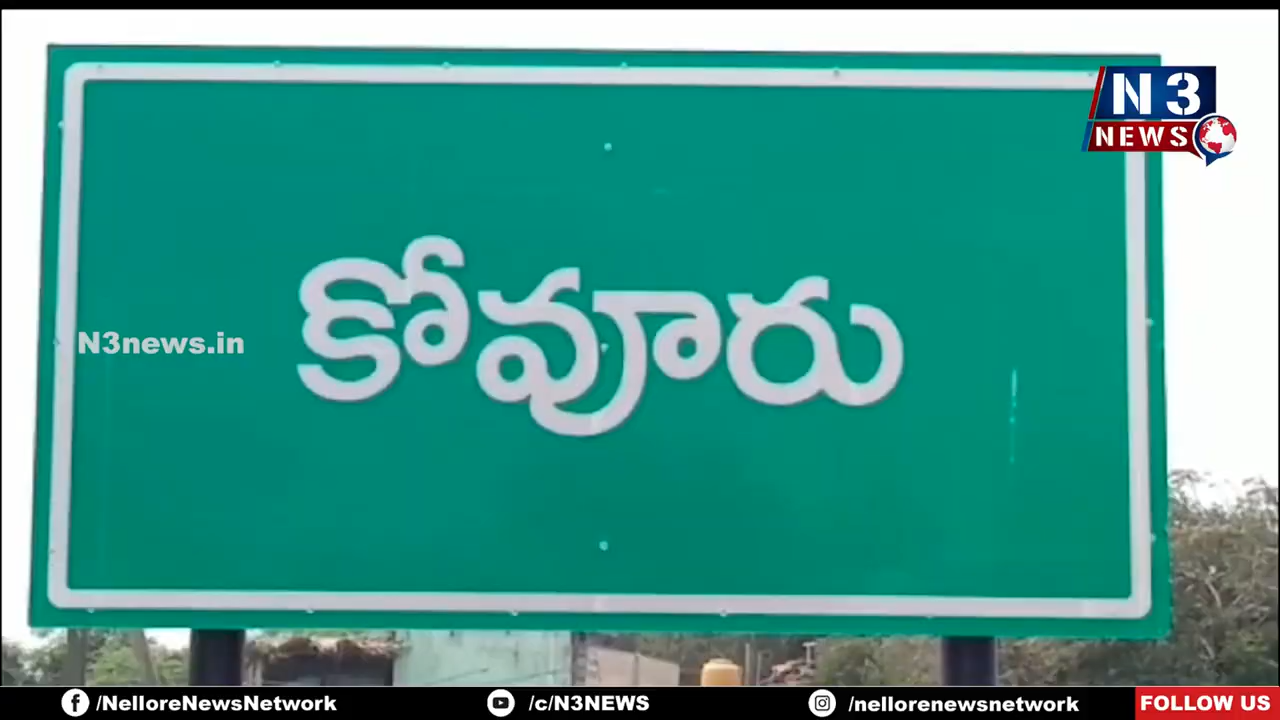 N3
NEWS
కోవూరు
N3news.in
/NelloreNewsNetwork
/c/N3NEWS
/nellorenewsnetwork
FOLLOW US